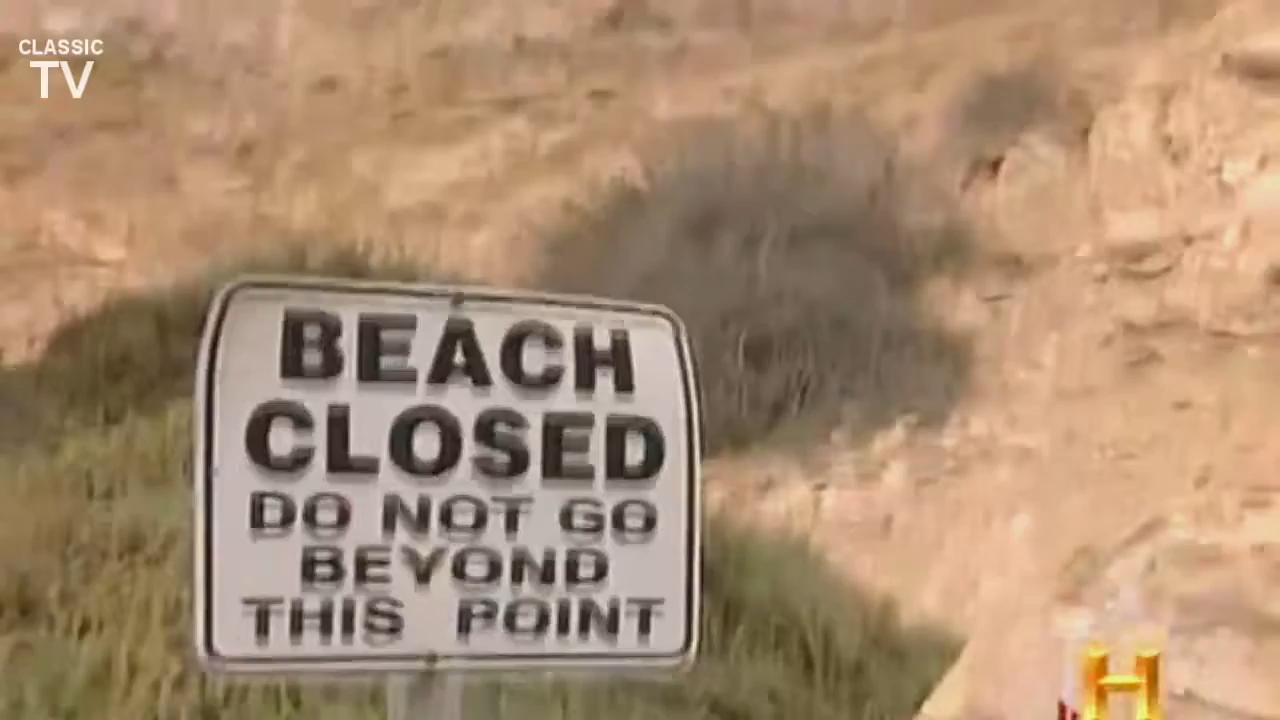 CLASSIC
TV
BEACH
CLOSED
DO NOT GO
BEYOND
THIS POINT
H